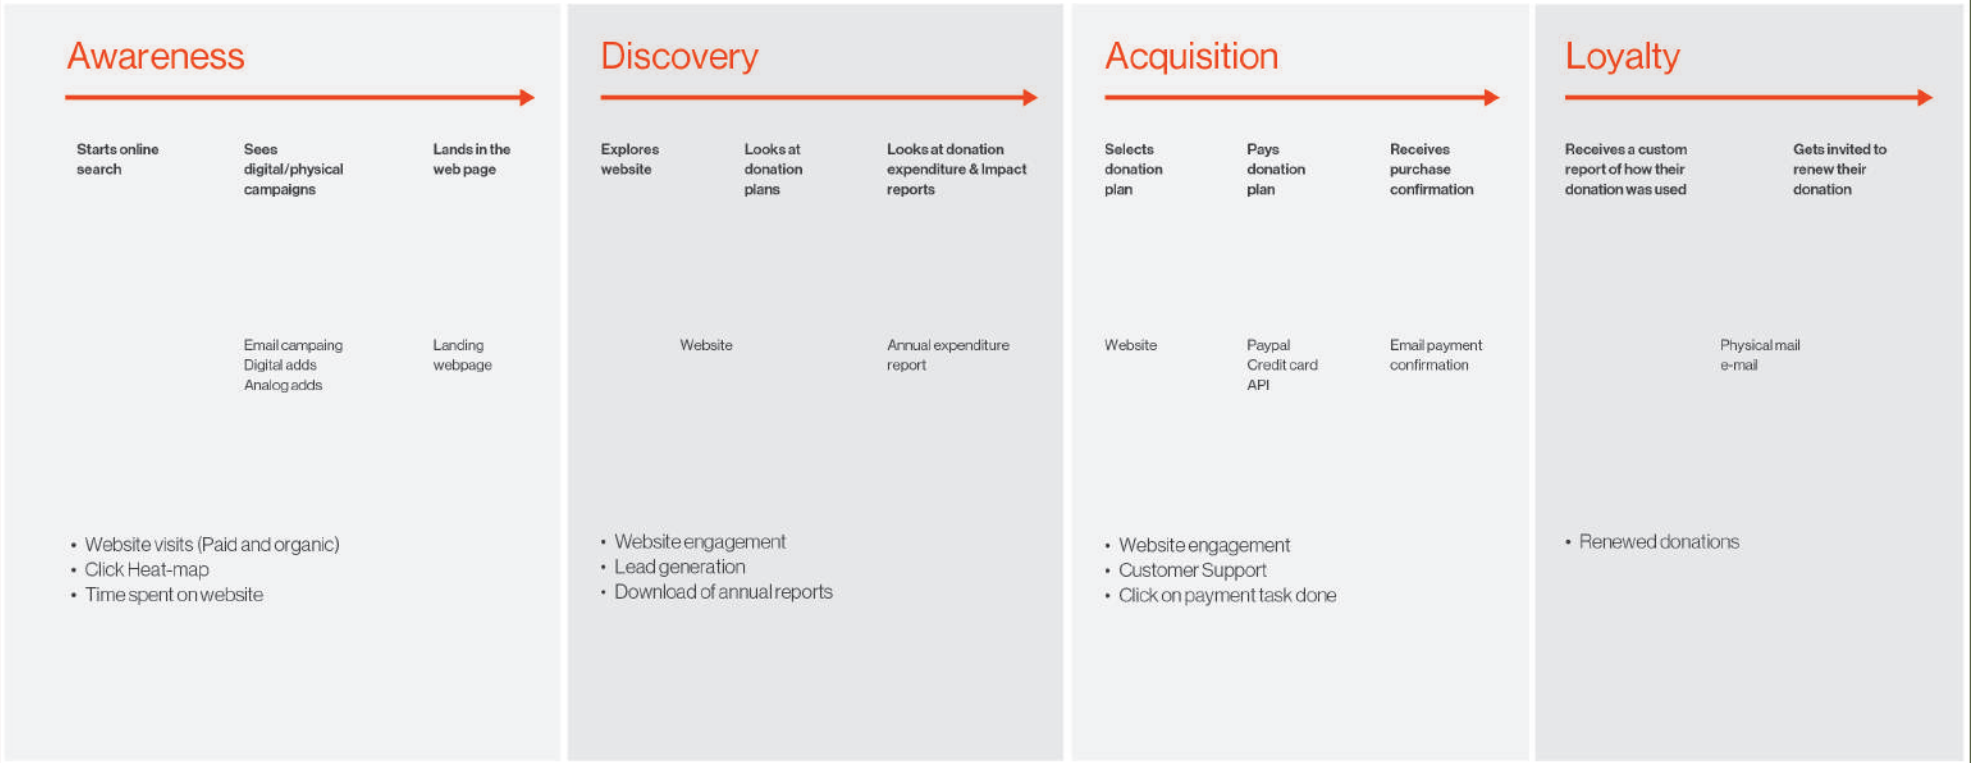 Awareness
Starts online
search
Sees
digital/physical
campaigns
Lands in the
web page
Email campaing
Digital adds
Analog adds
Landing
webpage
• Website visits (Paid and organic)
• Click Heat-map
• Time spent on website
Discovery
Explores
website
Looks at
donation
plans
Looks at donation
expenditure & Impact
reports
Website
Annual expenditure
report
• Website engagement
• Lead generation
• Download of annual reports
Acquisition
Selects
donation
plan
Pays
donation
plan
Receives
purchase
confirmation
Website
Paypal
Credit card
API
Email payment
confirmation
• Website engagement
• Customer Support
• Click on payment task done
Loyalty
Receives a custom
report of how their
donation was used
Gets invited to
renew their
donation
Physical mail
e-mail
• Renewed donations